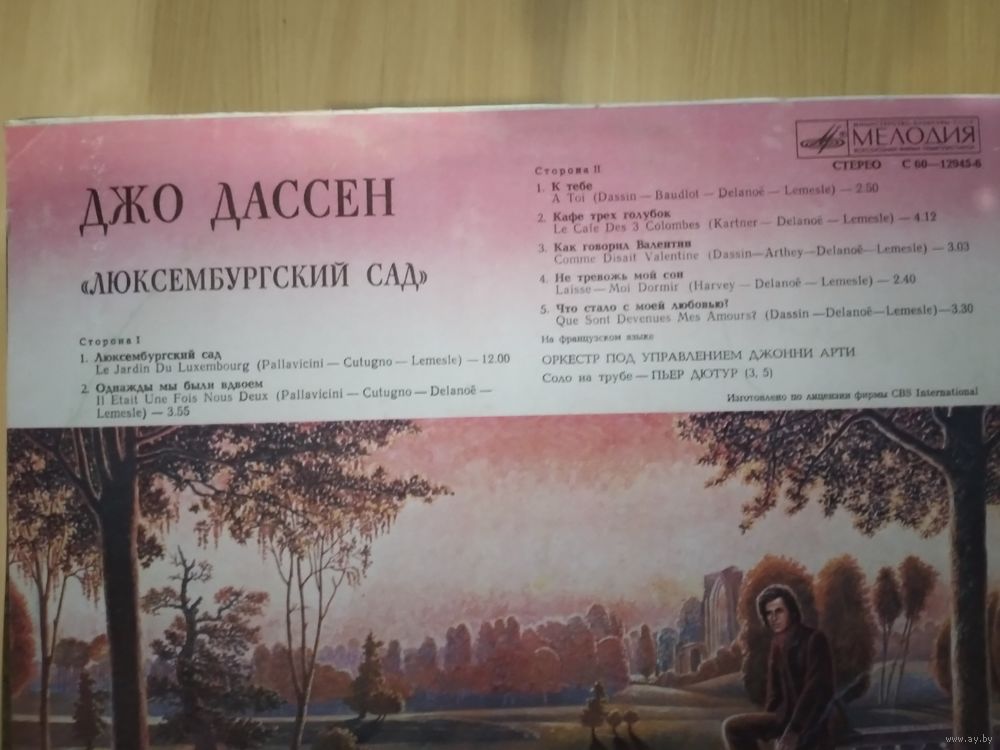 ДЖО ДАССЕН
«ЛЮКСЕМБУРГСКИЙ САД»
Сторона I
1. Люксембургский сад
Le Jardin Du Luxembourg (Pallavicini — Cutugno — Lemesle) — 12.00
2. Однажды мы были вдвоем
Il Etait Une Fois Nous Deux (Pallavicini — Cutugno — Delanoë —
Lemesle) — 3.55
МЕЛОДИЯ
СТЕРЕО С 60—12945-6
Сторона II
1. К тебе
A Toi (Dassin — Baudlot — Delanoë — Lemesle) — 2.50
2. Кафе трех голубок
Le Cafe Des 3 Colombes (Kartner — Delanoë — Lemesle) — 4.12
3. Как говорил Валентин
Comme Disait Valentine (Dassin—Arthey—Delanoë—Lemesle) — 3.03
4. Не тревожь мой сон
Laisse — Moi Dormir (Harvey — Delanoë — Lemesle) — 2.40
5. Что стало с моей любовью?
Que Sont Devenues Mes Amours? (Dassin —Delanoë—Lemesle)—3.30
На французском языке
ОРКЕСТР ПОД УПРАВЛЕНИЕМ ДЖОННИ АРТИ
Соло на трубе — ПЬЕР ДЮТУР (3, 5)
Изготовлено по лицензии фирмы CBS International
www.ay.by